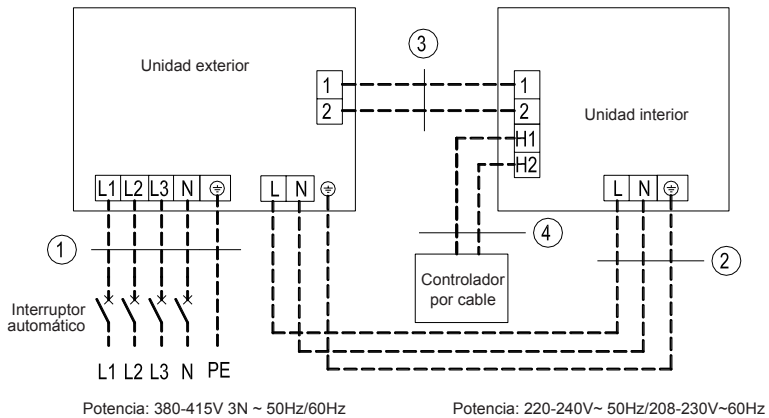 3
Unidad exterior
1
2
1
2
H1
H2
Unidad interior
L1 L2 L3 N
L N
L N
1
4
2
Controlador
por cable
Interruptor
automático
L1 L2 L3 N PE
Potencia: 380-415V 3N ~ 50Hz/60Hz
Potencia: 220-240V~ 50Hz/208-230V~60Hz